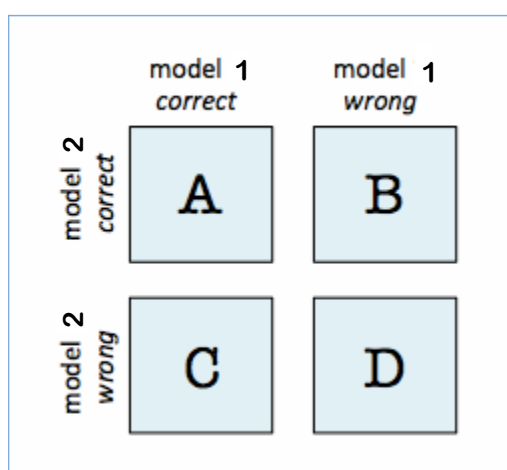 model 1
correct
model 1
wrong
model 2
correct
A
B
model 2
wrong
C
D